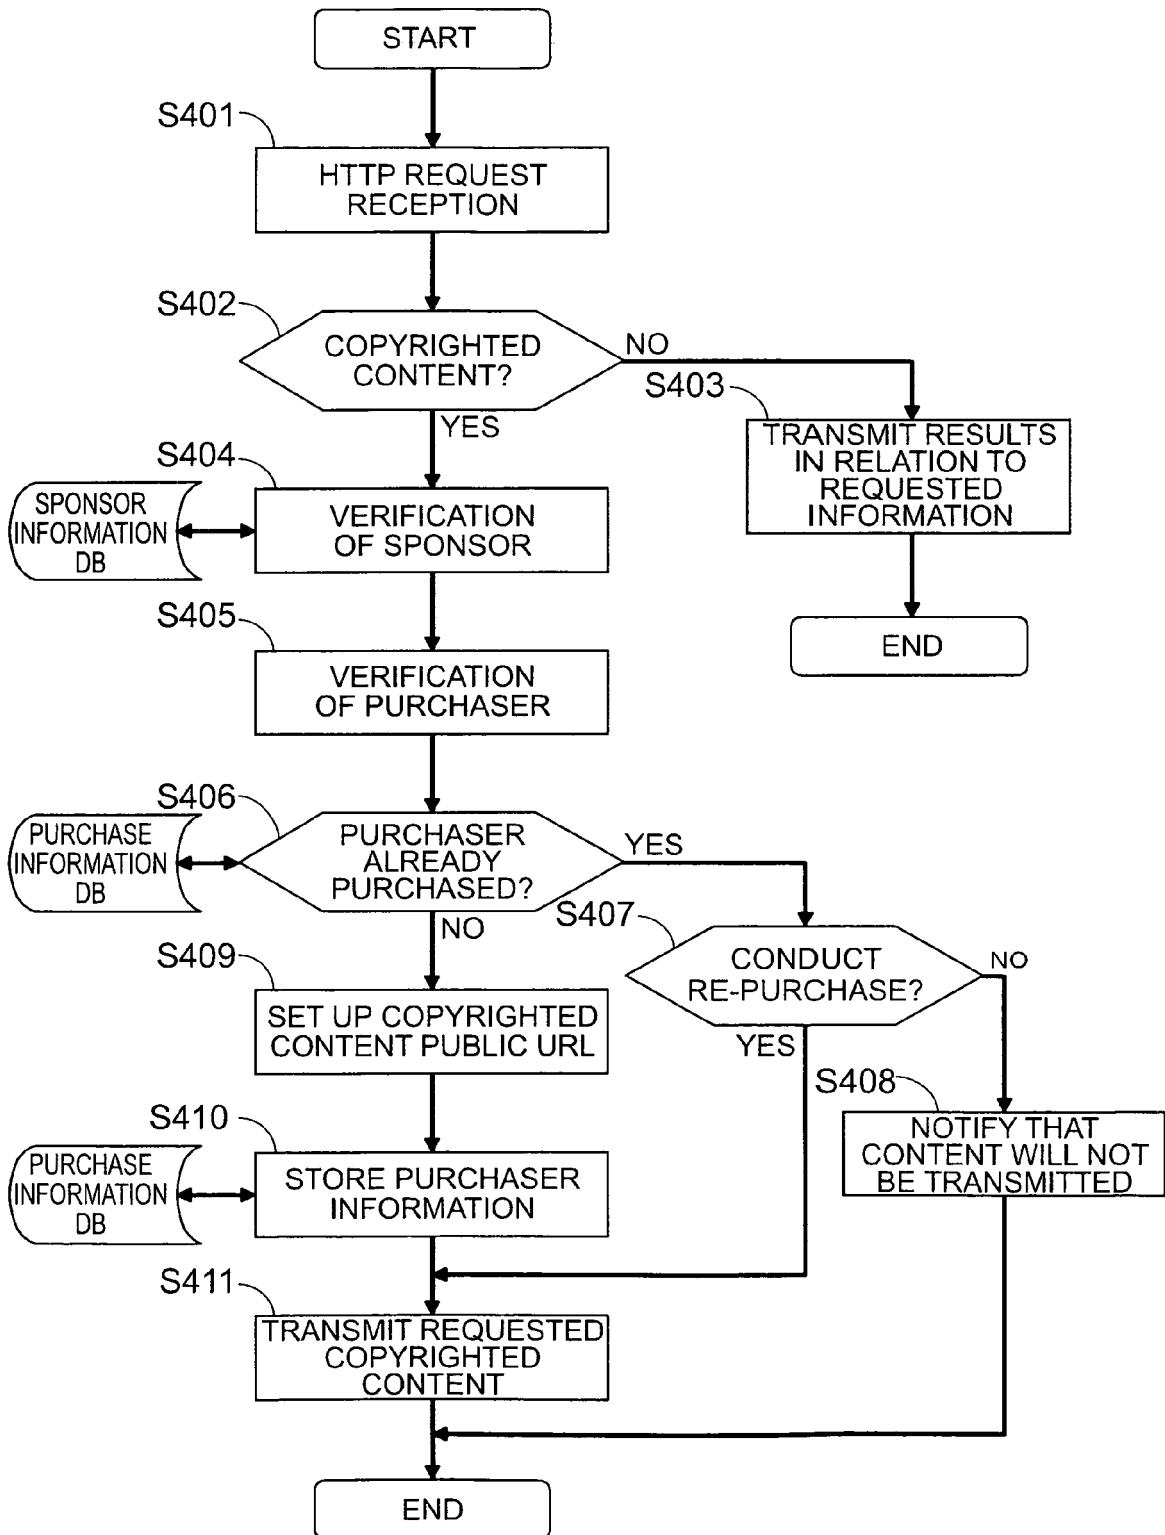 START
S401
HTTP REQUEST
RECEPTION
S402
COPYRIGHTED
CONTENT?
NO
YES
S403
TRANSMIT RESULTS
IN RELATION TO
REQUESTED
INFORMATION
END
S404
SPONSOR
INFORMATION
DB
VERIFICATION
OF SPONSOR
S405
VERIFICATION
OF PURCHASER
S406
PURCHASE
INFORMATION
DB
PURCHASER
ALREADY
PURCHASED?
YES
NO
S407
CONDUCT
RE-PURCHASE?
NO
YES
S408
NOTIFY THAT
CONTENT WILL NOT
BE TRANSMITTED
S409
SET UP COPYRIGHTED
CONTENT PUBLIC URL
S410
PURCHASE
INFORMATION
DB
STORE PURCHASER
INFORMATION
S411
TRANSMIT REQUESTED
COPYRIGHTED
CONTENT
END